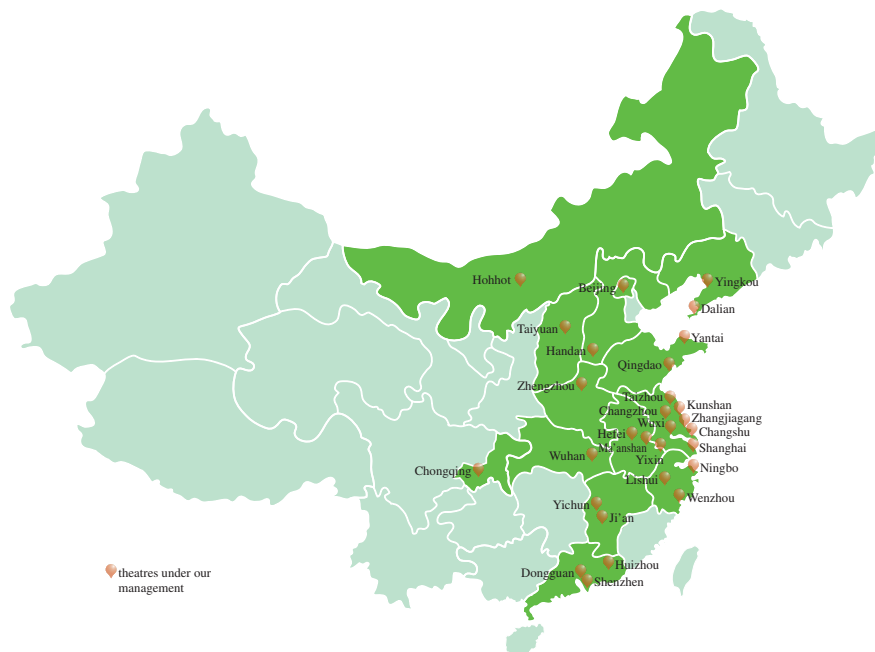 Hohhot
Beijing
Yingkou
Dalian
Taiyuan
Yantai
Handan
Qingdao
Zhengzhou
Taizhou
Kunshan
Changzhou
Zhangjiagang
Wuxi
Changshu
Hefei
Ma'anshan
Shanghai
Wuhan
Yixin
Chongqing
Ningbo
Lishui
Wenzhou
Yichun
Ji'an
Huizhou
Dongguan
Shenzhen
theatres under our
management